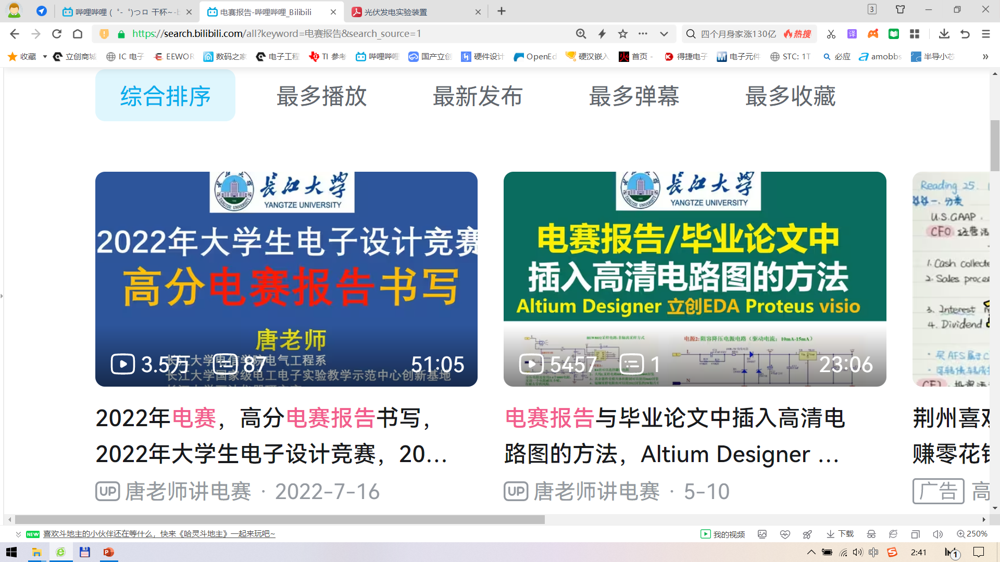 哔哩哔哩 (゜-゜)つロ 干杯~-b
电赛报告-哔哩哔哩_Bilibili
光伏发电实验装置
3
https://search.bilibili.com/all?keyword=电赛报告&search_source=1
四个月身家涨130亿
热搜
译
收藏
立创商城
IC 电子
EEWOR
数码之家
电子工程
TI 参考
哔哩哔哩
国产立创
硬件设计
OpenEd
硬汉嵌入
首页 -
得捷电子
电子元件
STC: 1T
必应
amobbs
半导小芯
综合排序
最多播放
最新发布
最多弹幕
最多收藏
长江大学
YANGTZE UNIVERSITY
2022年大学生电子设计竞赛
高分电赛报告书写
唐老师
长江大学电信学院电气工程系
长江大学国家级电工电子实验教学示范中心创新基地
3.5万
87
51:05
2022年电赛，高分电赛报告书写，
2022年大学生电子设计竞赛，20...
UP 唐老师讲电赛 · 2022-7-16
长江大学
YANGTZE UNIVERSITY
电赛报告/毕业论文中
插入高清电路图的方法
Altium Designer 立创EDA Proteus visio
电源2:阻容降压电源电路（驱动电流：10mA-15mA）
L
N
5457
1
23:06
电赛报告与毕业论文中插入高清电
路图的方法，Altium Designer ...
UP 唐老师讲电赛 · 5-10
Reading 25.
一. 分类
U.S.GAAP
CFO 经营活
1. Cash collecte
2. Sales procee
3. Interest
4. Dividend
荆州喜欢
赚零花钱
广告 高
NEW 喜欢斗地主的小伙伴还在等什么，快来《哈灵斗地主》一起来玩吧~
我的视频
下载
250%
中
2:41
1